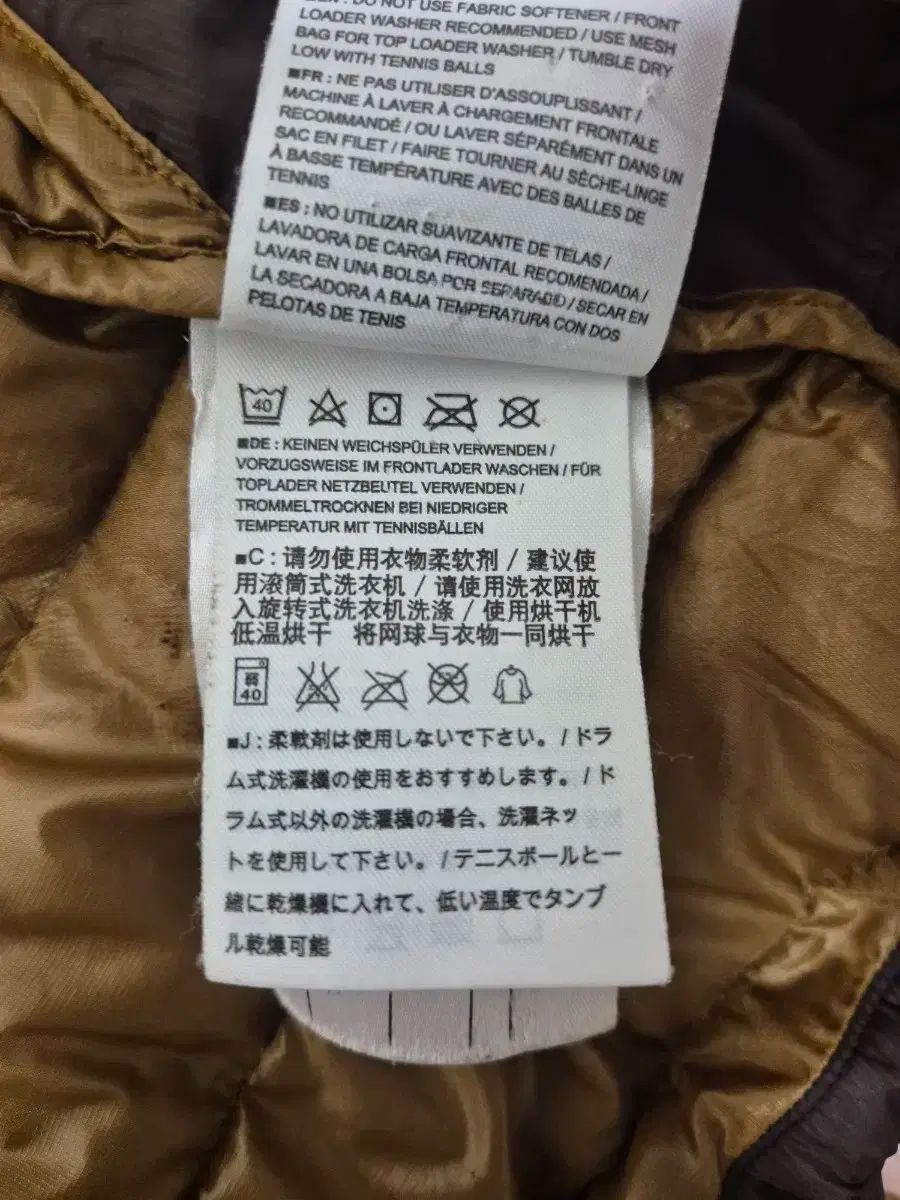 DO NOT USE FABRIC SOFTENER / FRONT
LOADER WASHER RECOMMENDED / USE MESH
BAG FOR TOP LOADER WASHER / TUMBLE DRY
LOW WITH TENNIS BALLS
■FR : NE PAS UTILISER D'ASSOUPLISSANT /
MACHINE À LAVER À CHARGEMENT FRONTALE
RECOMMANDÉ / OU LAVER SÉPARÉMENT DANS UN
SAC EN FILET / FAIRE TOURNER AU SÈCHE-LINGE
À BASSE TEMPÉRATURE AVEC DES BALLES DE
TENNIS
■ES : NO UTILIZAR SUAVIZANTE DE TELAS /
LAVADORA DE CARGA FRONTAL RECOMENDADA /
LAVAR EN UNA BOLSA POR SEPARADO / SECAR EN
LA SECADORA A BAJA TEMPERATURA CON DOS
PELOTAS DE TENIS
40
■DE : KEINEN WEICHSPÜLER VERWENDEN /
VORZUGSWEISE IM FRONTLADER WASCHEN / FÜR
TOPLADER NETZBEUTEL VERWENDEN /
TROMMELTROCKNEN BEI NIEDRIGER
TEMPERATUR MIT TENNISBÄLLEN
■C : 请勿使用衣物柔软剂 / 建议使
用滚筒式洗衣机 / 请使用洗衣网放
入旋转式洗衣机洗涤 / 使用烘干机
低温烘干 将网球与衣物一同烘干
弱 40
■J : 柔軟剤は使用しないで下さい。/ ドラ
ム式洗濯機の使用をおすすめします。/ ド
ラム式以外の洗濯機の場合、洗濯ネッ
トを使用して下さい。/ テニスボールと一
緒に乾燥機に入れて、低い温度でタンブ
ル乾燥可能